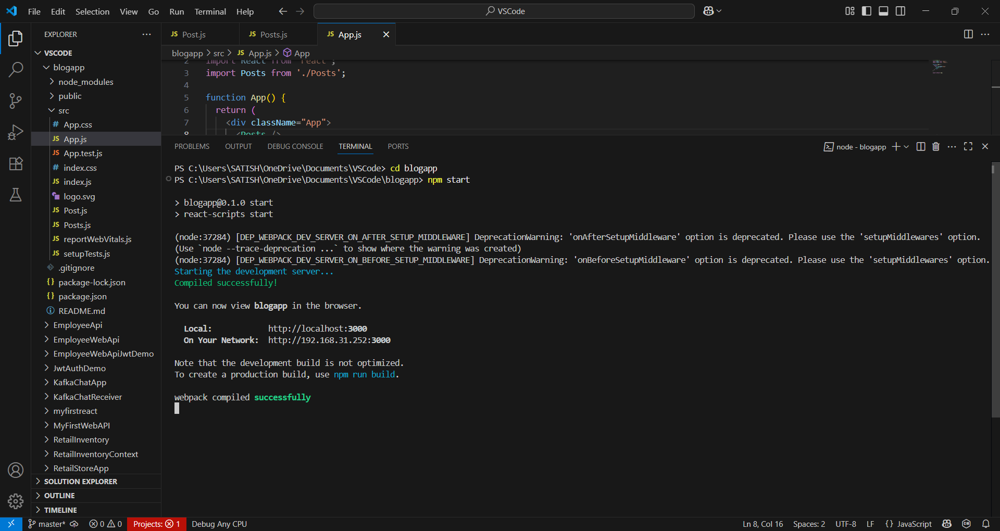 File Edit Selection View Go Run Terminal Help
VSCode
EXPLORER
VSCODE
blogapp
node_modules
public
src
# App.css
JS App.js
JS App.test.js
# index.css
JS index.js
logo.svg
JS Post.js
JS Posts.js
JS reportWebVitals.js
JS setupTests.js
.gitignore
{} package-lock.json
{} package.json
README.md
EmployeeApi
EmployeeWebApi
EmployeeWebApiJwtDemo
JwtAuthDemo
KafkaChatApp
KafkaChatReceiver
myfirstreact
MyFirstWebAPI
RetailInventory
RetailInventoryContext
RetailStoreApp
SOLUTION EXPLORER
OUTLINE
TIMELINE
JS Post.js JS Posts.js JS App.js
blogapp > src > JS App.js > App
2 import React from 'react';
3 import Posts from './Posts';
4
5 function App() {
6 return (
7 <div className="App">
8 <Posts />
PROBLEMS OUTPUT DEBUG CONSOLE TERMINAL PORTS
node - blogapp
PS C:\Users\SATISH\OneDrive\Documents\VSCode> cd blogapp
PS C:\Users\SATISH\OneDrive\Documents\VSCode\blogapp> npm start
> blogapp@0.1.0 start
> react-scripts start
(node:37284) [DEP_WEBPACK_DEV_SERVER_ON_AFTER_SETUP_MIDDLEWARE] DeprecationWarning: 'onAfterSetupMiddleware' option is deprecated. Please use the 'setupMiddlewares' option.
(Use `node --trace-deprecation ...` to show where the warning was created)
(node:37284) [DEP_WEBPACK_DEV_SERVER_ON_BEFORE_SETUP_MIDDLEWARE] DeprecationWarning: 'onBeforeSetupMiddleware' option is deprecated. Please use the 'setupMiddlewares' option.
Starting the development server...
Compiled successfully!
You can now view blogapp in the browser.
Local: http://localhost:3000
On Your Network: http://192.168.31.252:3000
Note that the development build is not optimized.
To create a production build, use npm run build.
webpack compiled successfully
master* 0 0 Projects: 1 Debug Any CPU
Ln 8, Col 16 Spaces: 2 UTF-8 LF {} JavaScript